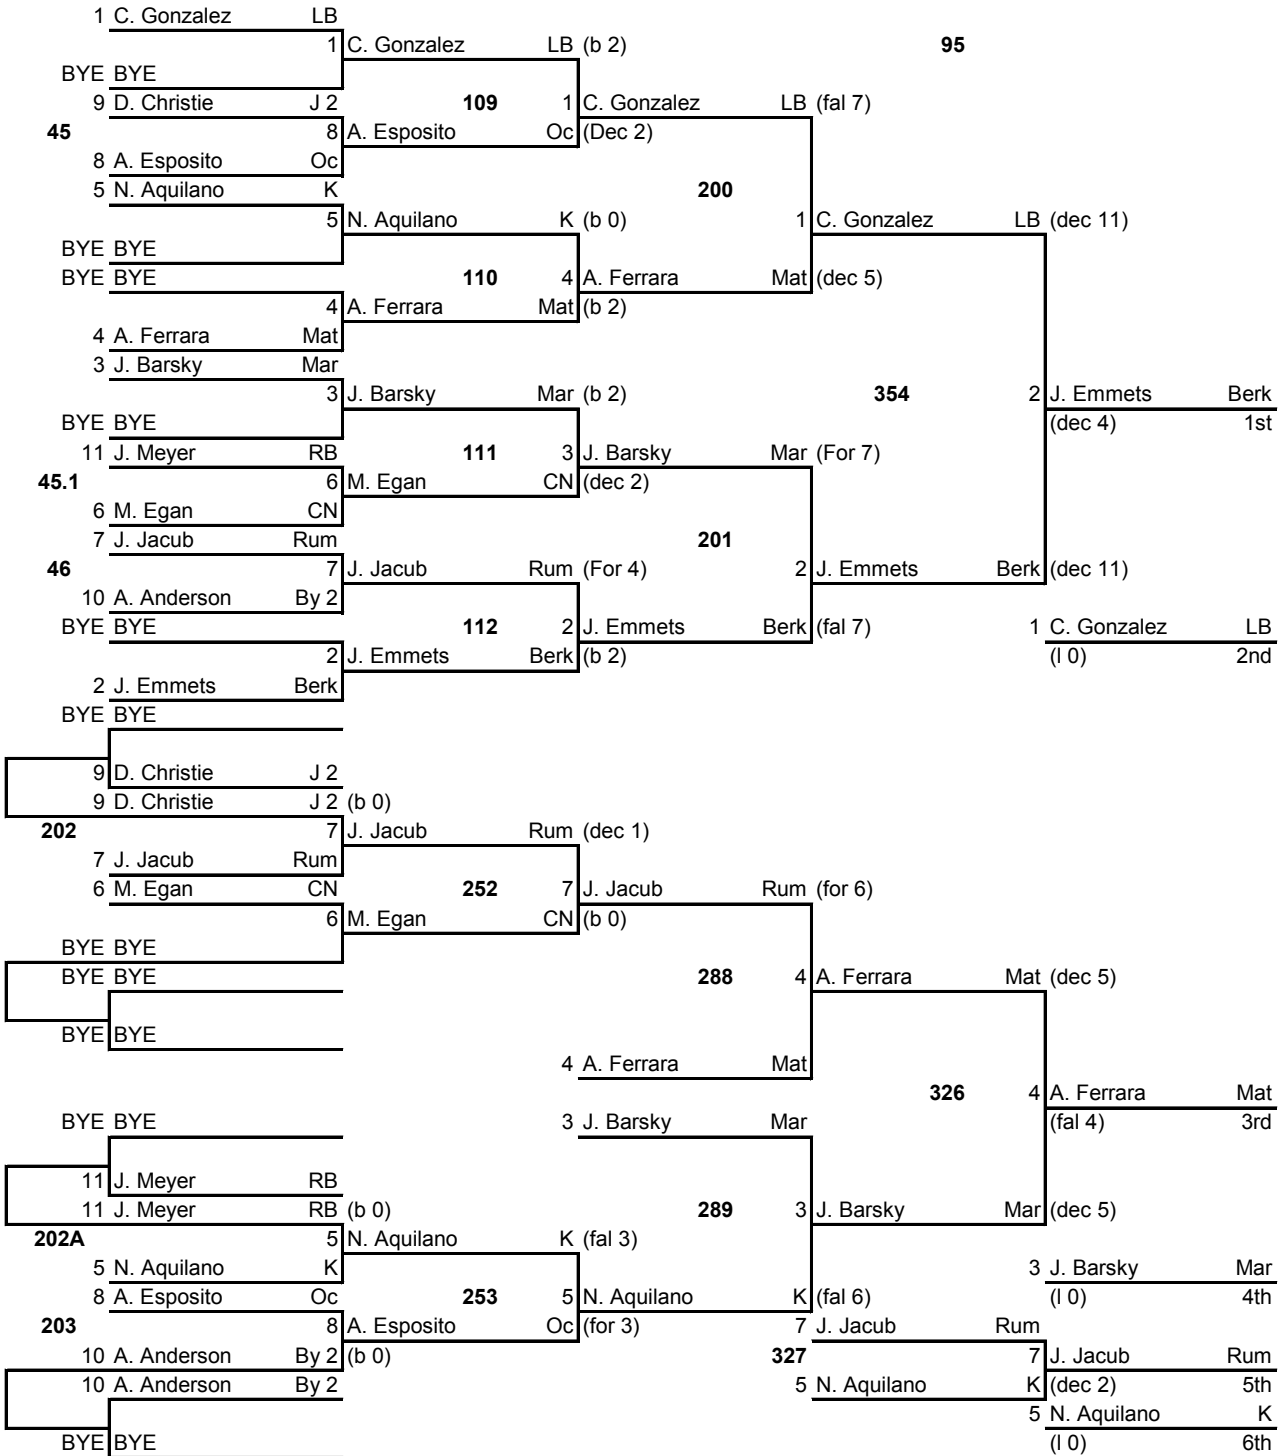 1 C. Gonzalez LB
1 C. Gonzalez LB (b 2) 95
BYE BYE
9 D. Christie J 2 109 1 C. Gonzalez LB (fal 7)
45 8 A. Esposito Oc (Dec 2)
8 A. Esposito Oc
5 N. Aquilano K 200
5 N. Aquilano K (b 0) 1 C. Gonzalez LB (dec 11)
BYE BYE
BYE BYE 110 4 A. Ferrara Mat (dec 5)
4 A. Ferrara Mat (b 2)
4 A. Ferrara Mat
3 J. Barsky Mar
3 J. Barsky Mar (b 2) 354 2 J. Emmets Berk
BYE BYE (dec 4) 1st
11 J. Meyer RB 111 3 J. Barsky Mar (For 7)
45.1 6 M. Egan CN (dec 2)
6 M. Egan CN
7 J. Jacub Rum 201
46 7 J. Jacub Rum (For 4) 2 J. Emmets Berk (dec 11)
10 A. Anderson By 2
BYE BYE 112 2 J. Emmets Berk (fal 7) 1 C. Gonzalez LB
2 J. Emmets Berk (b 2) (l 0) 2nd
2 J. Emmets Berk
BYE BYE
9 D. Christie J 2
9 D. Christie J 2 (b 0)
202 7 J. Jacub Rum (dec 1)
7 J. Jacub Rum
6 M. Egan CN 252 7 J. Jacub Rum (for 6)
6 M. Egan CN (b 0)
BYE BYE
BYE BYE 288 4 A. Ferrara Mat (dec 5)
BYE BYE
4 A. Ferrara Mat
326 4 A. Ferrara Mat
BYE BYE 3 J. Barsky Mar (fal 4) 3rd
11 J. Meyer RB
11 J. Meyer RB (b 0) 289 3 J. Barsky Mar (dec 5)
202A 5 N. Aquilano K (fal 3)
5 N. Aquilano K 3 J. Barsky Mar
8 A. Esposito Oc 253 5 N. Aquilano K (fal 6) (l 0) 4th
203 8 A. Esposito Oc (for 3) 7 J. Jacub Rum
10 A. Anderson By 2 (b 0) 327 7 J. Jacub Rum
10 A. Anderson By 2 5 N. Aquilano K (dec 2) 5th
5 N. Aquilano K
BYE BYE (l 0) 6th